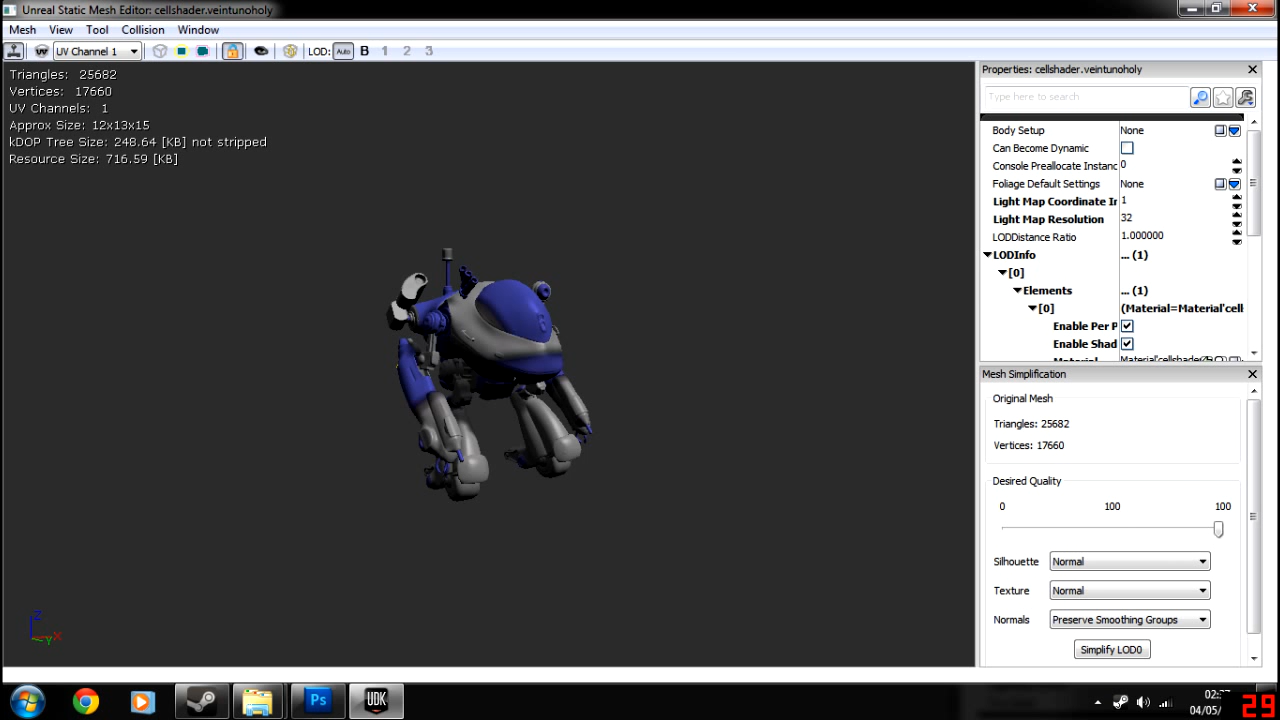 Unreal Static Mesh Editor: cellshader.veintunoholy
Mesh View Tool Collision Window
UV UV Channel 1 LOD: Auto B 1 2 3
Triangles: 25682
Vertices: 17660
UV Channels: 1
Approx Size: 12x13x15
kDOP Tree Size: 248.64 [KB] not stripped
Resource Size: 716.59 [KB]
Z
Y X
Properties: cellshader.veintunoholy
Type here to search
Body Setup None
Can Become Dynamic
Console Preallocate Instanc 0
Foliage Default Settings None
Light Map Coordinate Ir 1
Light Map Resolution 32
LODDistance Ratio 1.000000
LODInfo ... (1)
[0]
Elements ... (1)
[0] (Material=Material'cell
Enable Per P
Enable Shad
Material Material'cellshader
Mesh Simplification
Original Mesh
Triangles: 25682
Vertices: 17660
Desired Quality
0 100 100
Silhouette Normal
Texture Normal
Normals Preserve Smoothing Groups
Simplify LOD0
Ps UDK
04/05/
29